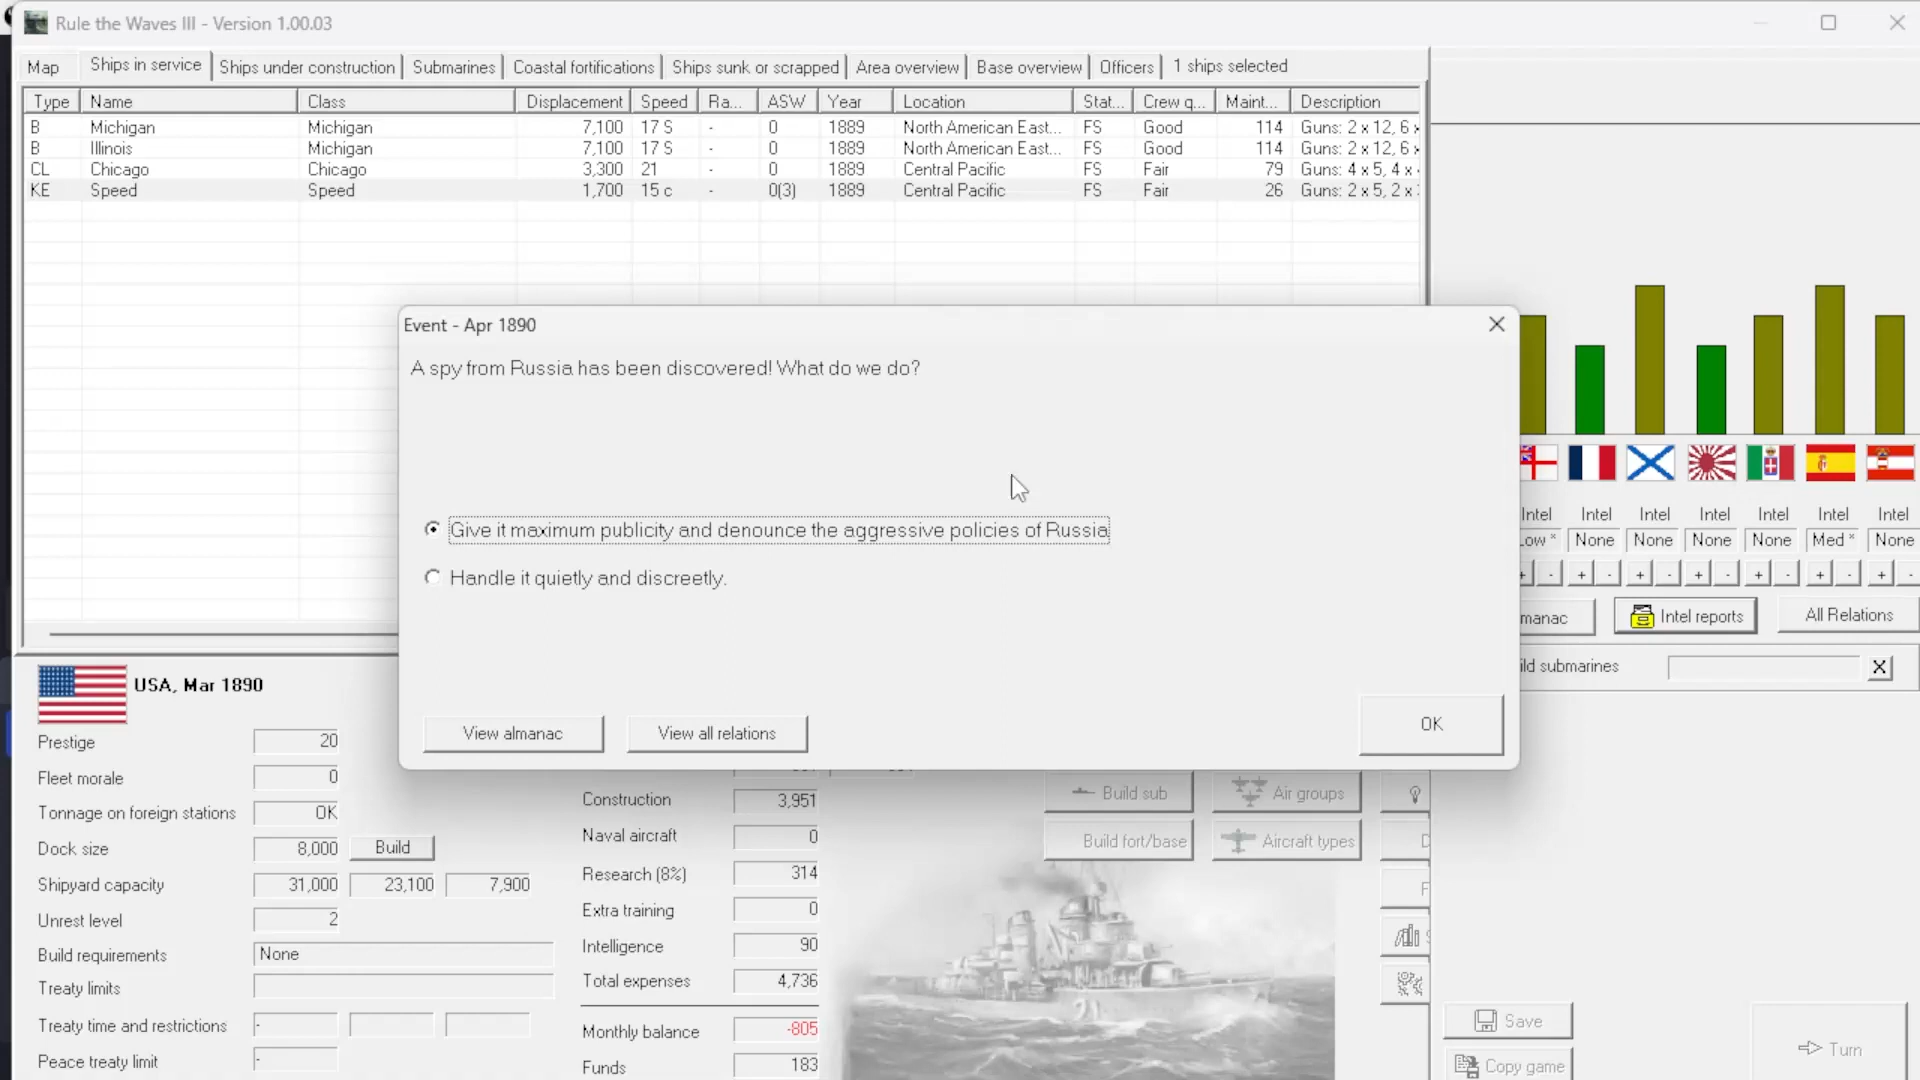 Rule the Waves III - Version 1.00.03
Map
Ships in service
Ships under construction
Submarines
Coastal fortifications
Ships sunk or scrapped
Area overview
Base overview
Officers
1 ships selected
Type Name Class Displacement Speed Ra... ASW Year Location Stat... Crew q... Maint... Description
B Michigan Michigan 7,100 17 S - 0 1889 North American East... FS Good 114 Guns: 2 x 12, 6 x
B Illinois Michigan 7,100 17 S - 0 1889 North American East... FS Good 114 Guns: 2 x 12, 6 x
CL Chicago Chicago 3,300 21 - 0 1889 Central Pacific FS Fair 79 Guns: 4 x 5, 4 x
KE Speed Speed 1,700 15 c - 0(3) 1889 Central Pacific FS Fair 26 Guns: 2 x 5, 2 x
Event - Apr 1890
A spy from Russia has been discovered! What do we do?
Give it maximum publicity and denounce the aggressive policies of Russia
Handle it quietly and discreetly.
View almanac
View all relations
OK
Intel Intel Intel Intel Intel Intel Intel
Low * None None None None Med * None
+ - + - + - + - + - + - + -
manac
Intel reports
All Relations
ild submarines
X
USA, Mar 1890
Prestige 20
Fleet morale 0
Tonnage on foreign stations OK
Dock size 8,000 Build
Shipyard capacity 31,000 23,100 7,900
Unrest level 2
Build requirements None
Treaty limits
Treaty time and restrictions -
Peace treaty limit -
Construction 3,951
Naval aircraft 0
Research (8%) 314
Extra training 0
Intelligence 90
Total expenses 4,736
Monthly balance -805
Funds 183
Build sub
Air groups
Build fort/base
Aircraft types
D
F
21
Save
Copy game
Turn